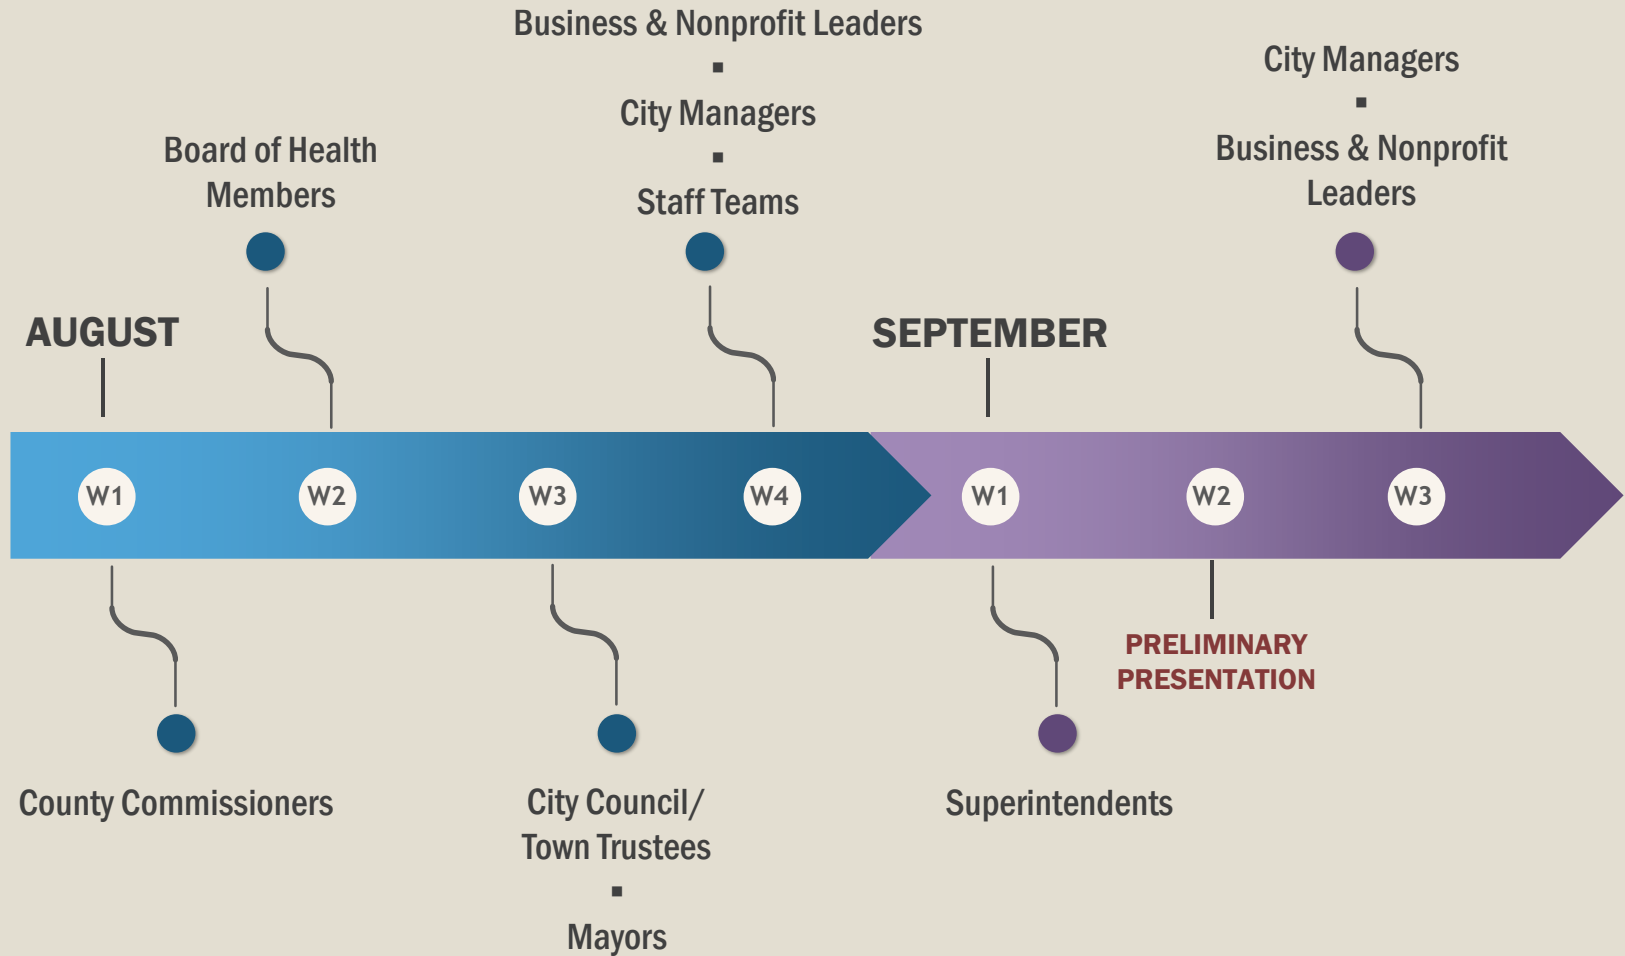 Business & Nonprofit Leaders
▪
City Managers
▪
Staff Teams
City Managers
▪
Business & Nonprofit
Leaders
Board of Health
Members
AUGUST
SEPTEMBER
W1
W2
W3
W4
W1
W2
W3
PRELIMINARY
PRESENTATION
County Commissioners
City Council/
Town Trustees
▪
Mayors
Superintendents